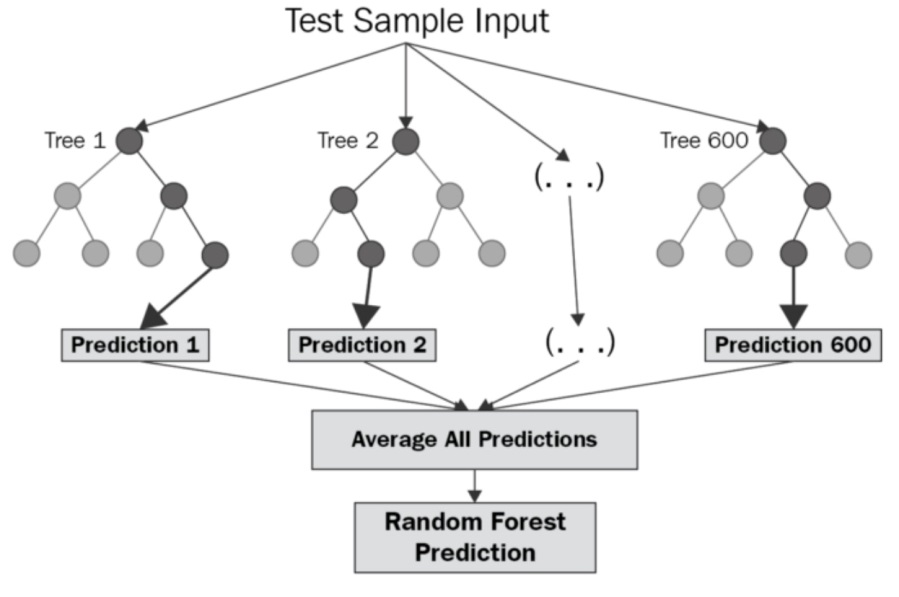 Test Sample Input
Tree 1
Tree 2
Tree 600
(. . .)
Prediction 1
Prediction 2
(. . .)
Prediction 600
Average All Predictions
Random Forest
Prediction